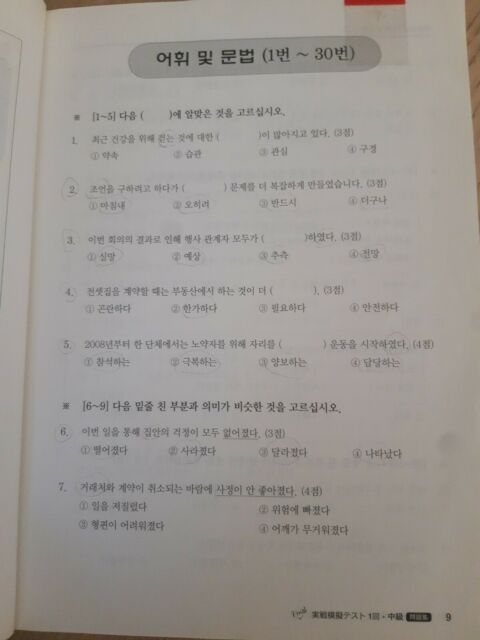 어휘 및 문법 (1번 ~ 30번)
※ [1~5] 다음 ( )에 알맞은 것을 고르십시오.
1. 최근 건강을 위해 걷는 것에 대한 ( )이 많아지고 있다. (3점)
① 약속 ② 습관 ③ 관심 ④ 구경
2. 조언을 구하려고 하다가 ( ) 문제를 더 복잡하게 만들었습니다. (3점)
① 마침내 ② 오히려 ③ 반드시 ④ 더구나
3. 이번 회의의 결과로 인해 행사 관계자 모두가 ( )하였다. (3점)
① 실망 ② 예상 ③ 추측 ④ 전망
4. 전셋집을 계약할 때는 부동산에서 하는 것이 더 ( ). (3점)
① 곤란하다 ② 한가하다 ③ 필요하다 ④ 안전하다
5. 2008년부터 한 단체에서는 노약자를 위해 자리를 ( ) 운동을 시작하였다. (4점)
① 참석하는 ② 극복하는 ③ 양보하는 ④ 담당하는
※ [6~9] 다음 밑줄 친 부분과 의미가 비슷한 것을 고르십시오.
6. 이번 일을 통해 집안의 걱정이 모두 없어졌다. (3점)
① 떨어졌다 ② 사라졌다 ③ 달라졌다 ④ 나타났다
7. 거래처와 계약이 취소되는 바람에 사정이 안 좋아졌다. (4점)
① 일을 저질렀다 ② 위험에 빠졌다
③ 형편이 어려워졌다 ④ 어깨가 무거워졌다
実戦模擬テスト 1回・中級 問題集 9